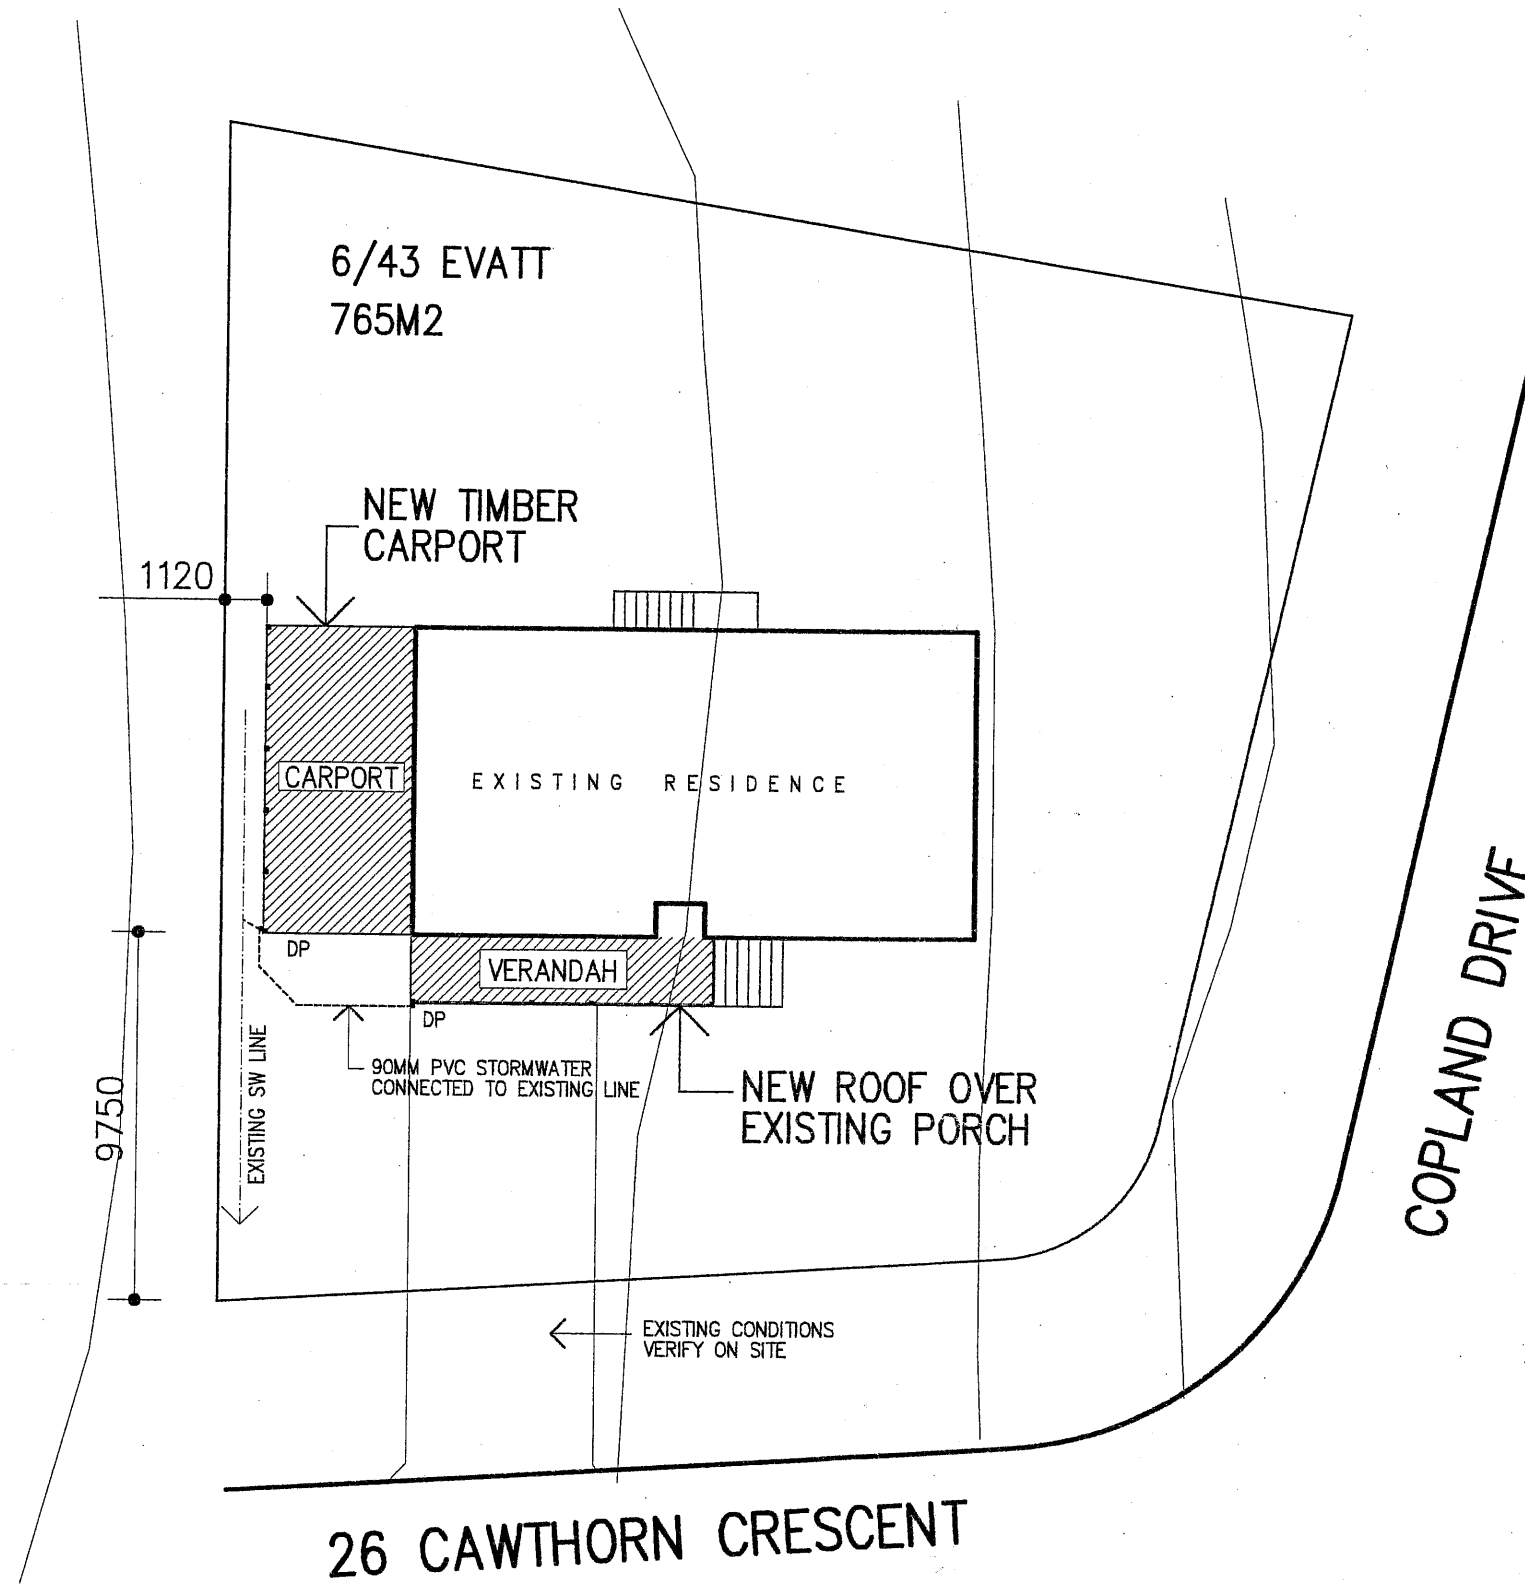 6/43 EVATT
765M2
NEW TIMBER
CARPORT
1120
CARPORT
EXISTING RESIDENCE
DP
VERANDAH
DP
90MM PVC STORMWATER
CONNECTED TO EXISTING LINE
NEW ROOF OVER
EXISTING PORCH
EXISTING SW LINE
9750
EXISTING CONDITIONS
VERIFY ON SITE
COPLAND DRIVE
26 CAWTHORN CRESCENT